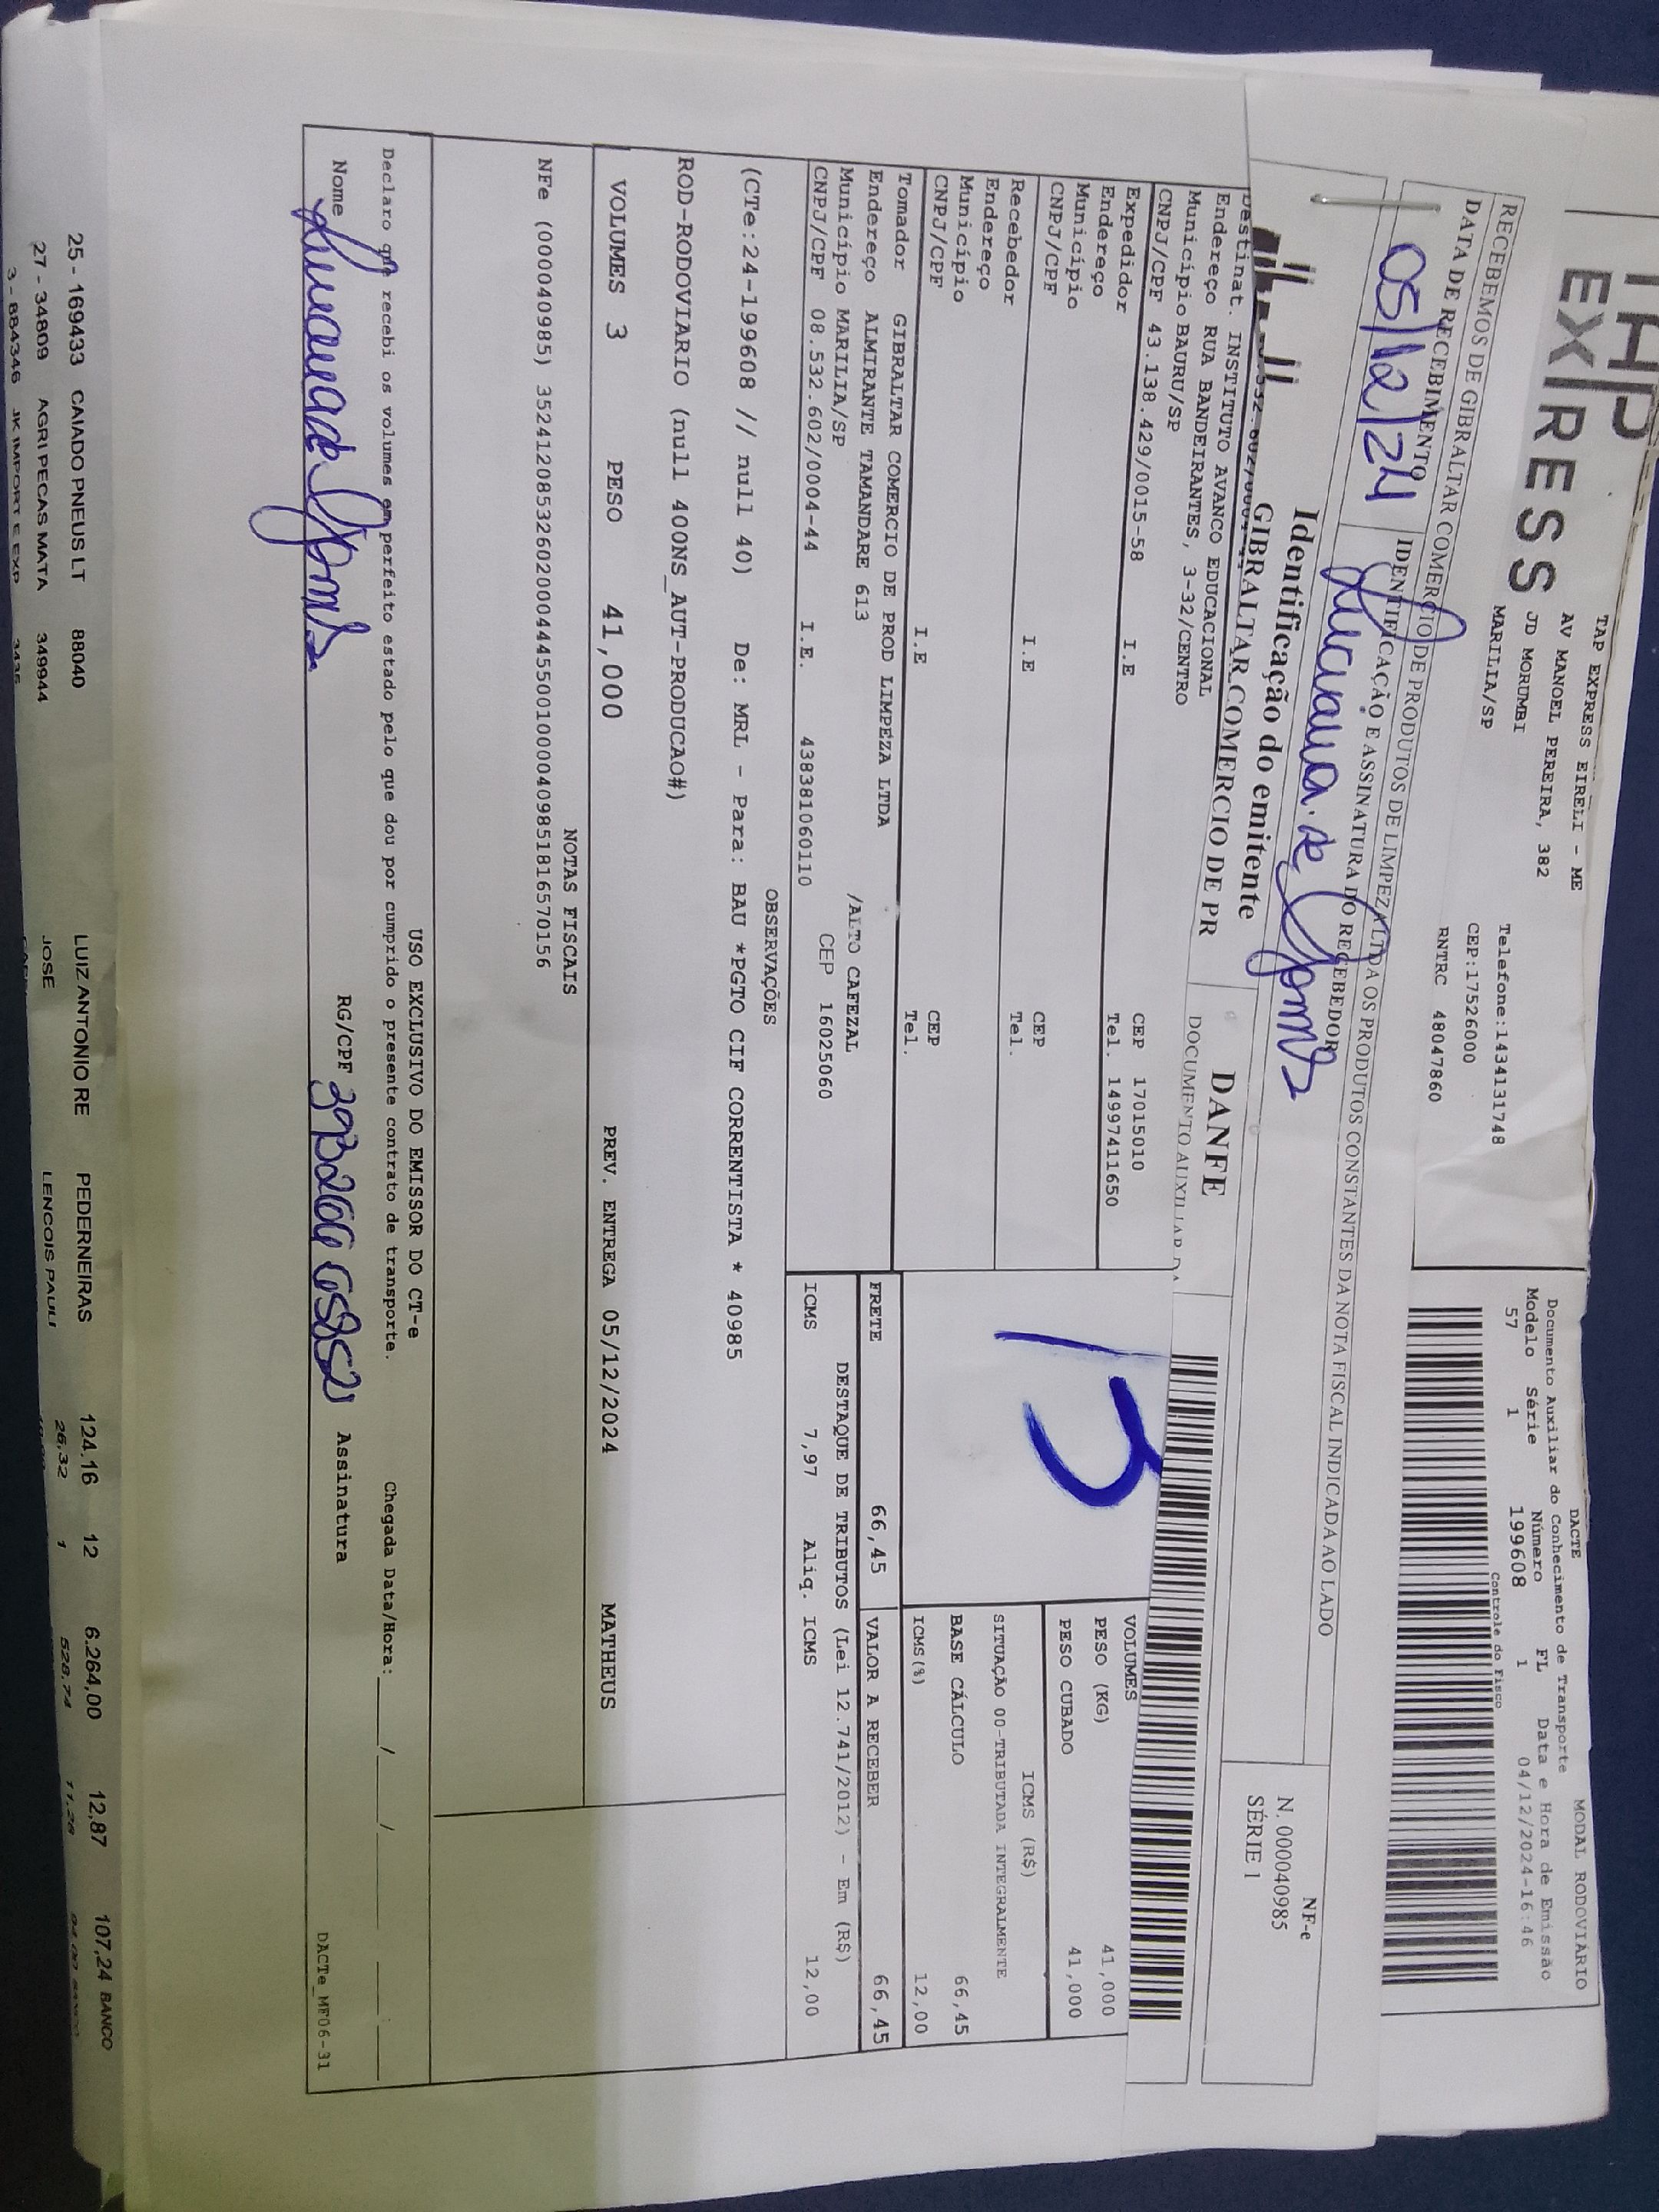 EXPRESS
TAP EXPRESS EIRELI - ME
AV MANOEL PEREIRA, 382
JD MORUMBI
MARILIA/SP
Telefone:1434131748
CEP:17526000
RNTRC 48047860
DACTE
MODAL RODOVIÁRIO
Documento Auxiliar do Conhecimento de Transporte
Modelo Série Número FL Data e Hora de Emissão
57 1 199608 1 04/12/2024-16:46
Controle do Fisco
RECEBEMOS DE GIBRALTAR COMERCIO DE PRODUTOS DE LIMPEZA LTDA OS PRODUTOS CONSTANTES DA NOTA FISCAL INDICADA AO LADO
DATA DE RECEBIMENTO
IDENTIFICAÇÃO E ASSINATURA DO RECEBEDOR
05/12/24
Luciana de
NF-e
N. 000040985
SÉRIE 1
Identificação do emitente
GIBRALTAR COMERCIO DE PR
DANFE
DOCUMENTO AUXILIAR DA
Destinat. INSTITUTO AVANCO EDUCACIONAL
Endereço RUA BANDEIRANTES, 3-32/CENTRO
Município BAURU/SP
CNPJ/CPF 43.138.429/0015-58 I.E
CEP 17015010
Tel. 14997411650
Expedidor
Endereço
Município
CNPJ/CPF I.E
CEP
Tel.
Recebedor
Endereço
Município
CNPJ/CPF I.E
CEP
Tel.
VOLUMES
PESO (KG) 41,000
PESO CUBADO 41,000
ICMS (R$)
SITUAÇÃO 00-TRIBUTADA INTEGRALMENTE
BASE CÁLCULO 66,45
ICMS(%) 12,00
Tomador GIBRALTAR COMERCIO DE PROD LIMPEZA LTDA
Endereço ALMIRANTE TAMANDARE 613 /ALTO CAFEZAL
Município MARILIA/SP CEP 16025060
CNPJ/CPF 08.532.602/0004-44 I.E. 438381060110
FRETE 66,45 VALOR A RECEBER 66,45
DESTAQUE DE TRIBUTOS (Lei 12.741/2012) - Em (R$)
ICMS 7,97 Aliq. ICMS 12,00
OBSERVAÇÕES
(CTe:24-199608 // null 40) De: MRL - Para: BAU *PGTO CIF CORRENTISTA * 40985
ROD-RODOVIARIO (null 400NS_AUT-PRODUCAO#)
VOLUMES 3 PESO 41,000 PREV. ENTREGA 05/12/2024 MATHEUS
NOTAS FISCAIS
NFe (000040985) 35241208532602000444550010000409851816570156
USO EXCLUSIVO DO EMISSOR DO CT-e
Declaro que recebi os volumes em perfeito estado pelo que dou por cumprido o presente contrato de transporte. Chegada Data/Hora:
Nome RG/CPF Assinatura
DACTe_MF06-31
25 - 169433 CAIADO PNEUS LT 88040 LUIZ ANTONIO RE PEDERNEIRAS 124,16 12 6.264,00 12,87 107,24 BANCO
27 - 34809 AGRI PECAS MATA 349944 JOSE LENCOIS PAULI 26,32 1 528,74 11,28
3 - 884346 JK IMPORT E EXP 3435